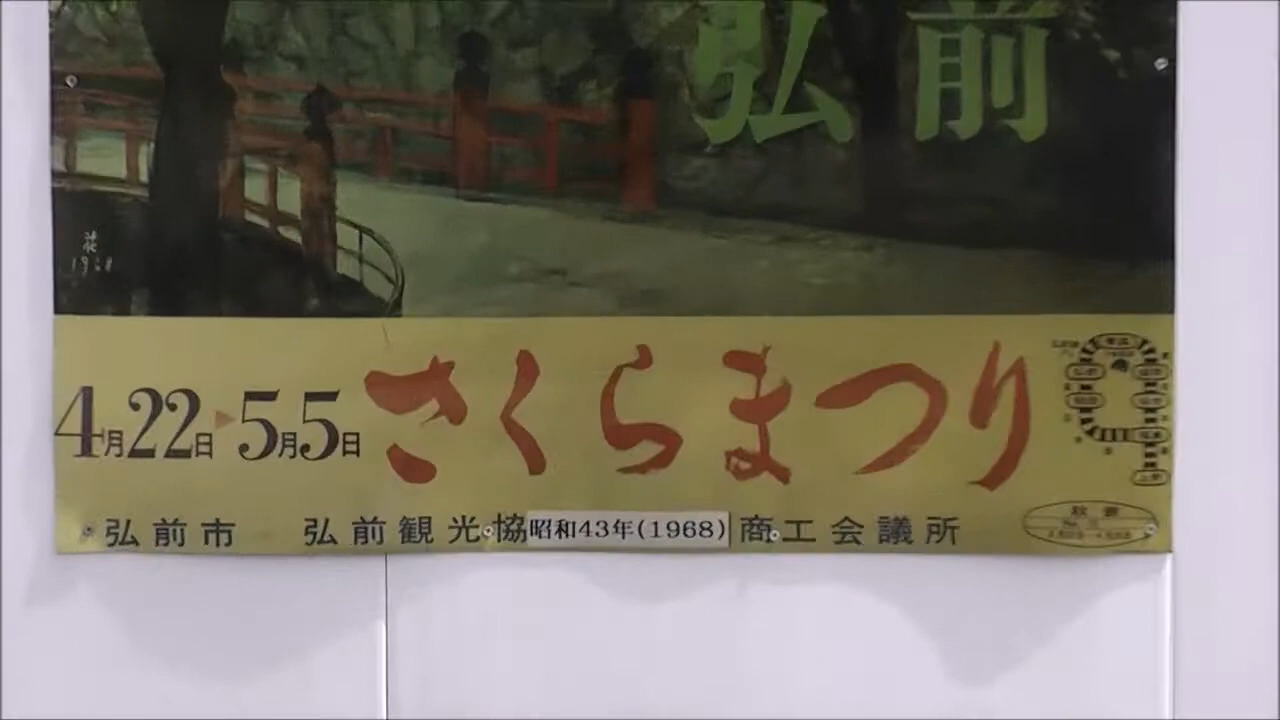 弘前
花
4月22日▶5月5日 さくらまつり
弘前市 弘前観光協 昭和43年(1968) 商工会議所